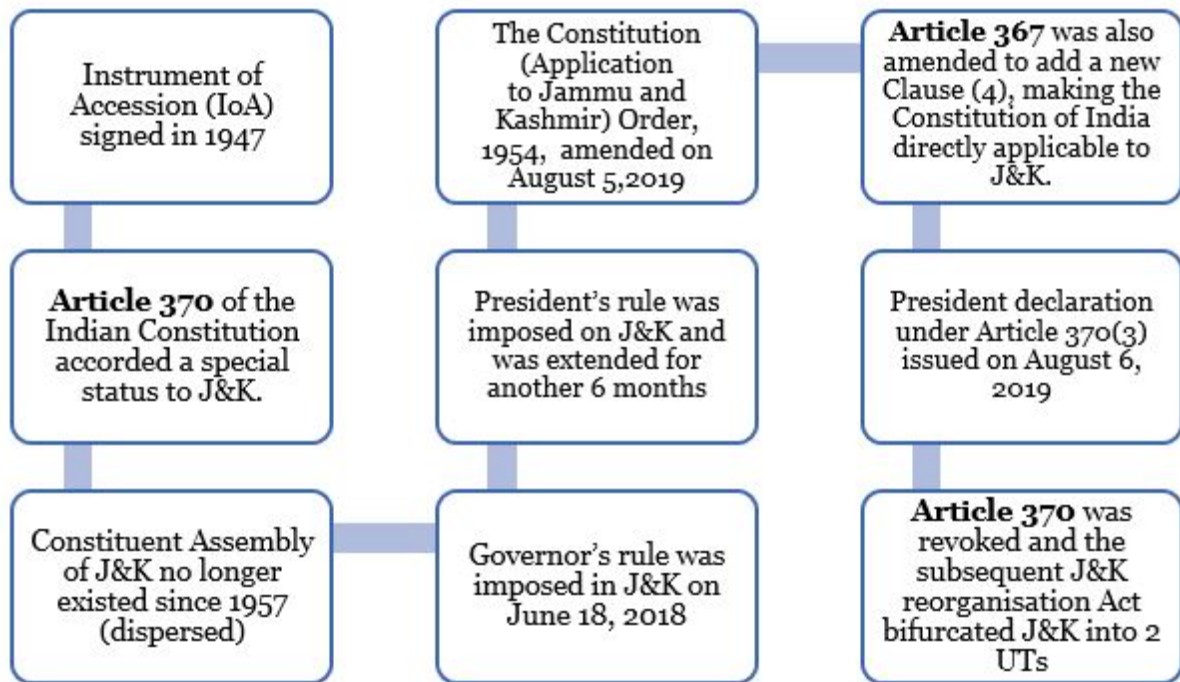 Instrument of
Accession (IoA)
signed in 1947
Article 370 of the
Indian Constitution
accorded a special
status to J&K.
Constituent Assembly
of J&K no longer
existed since 1957
(dispersed)
Governor's rule was
imposed in J&K on
June 18, 2018
President's rule was
imposed on J&K and
was extended for
another 6 months
The Constitution
(Application
to Jammu and
Kashmir) Order,
1954, amended on
August 5,2019
Article 367 was also
amended to add a new
Clause (4), making the
Constitution of India
directly applicable to
J&K.
President declaration
under Article 370(3)
issued on August 6,
2019
Article 370 was
revoked and the
subsequent J&K
reorganisation Act
bifurcated J&K into 2
UTs